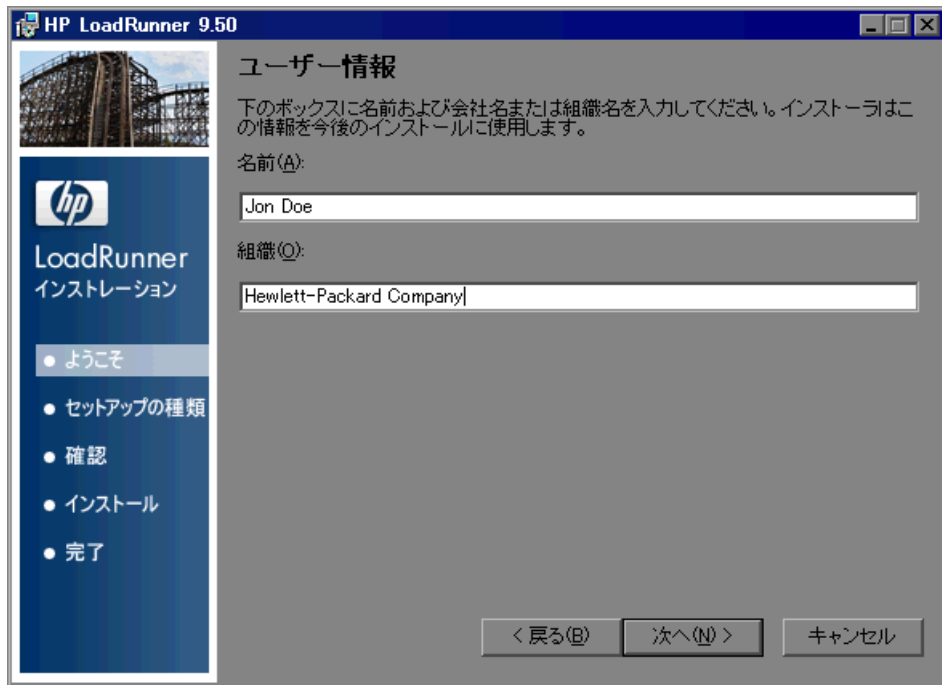 HP LoadRunner 9.50
ユーザー情報
下のボックスに名前および会社名または組織名を入力してください。インストーラはこ
の情報を今後のインストールに使用します。
名前(A):
Jon Doe
組織(O):
Hewlett-Packard Company
hp
LoadRunner
インストレーション
ようこそ
セットアップの種類
確認
インストール
完了
< 戻る(B)
次へ(N) >
キャンセル